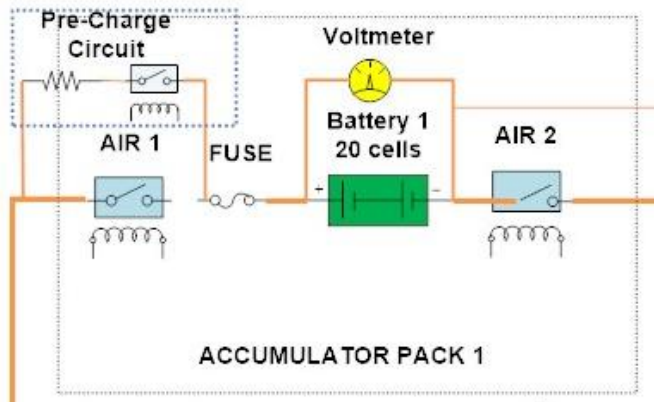 Pre-Charge
Circuit
Voltmeter
Battery 1
20 cells
AIR 1
FUSE
AIR 2
+
−
ACCUMULATOR PACK 1